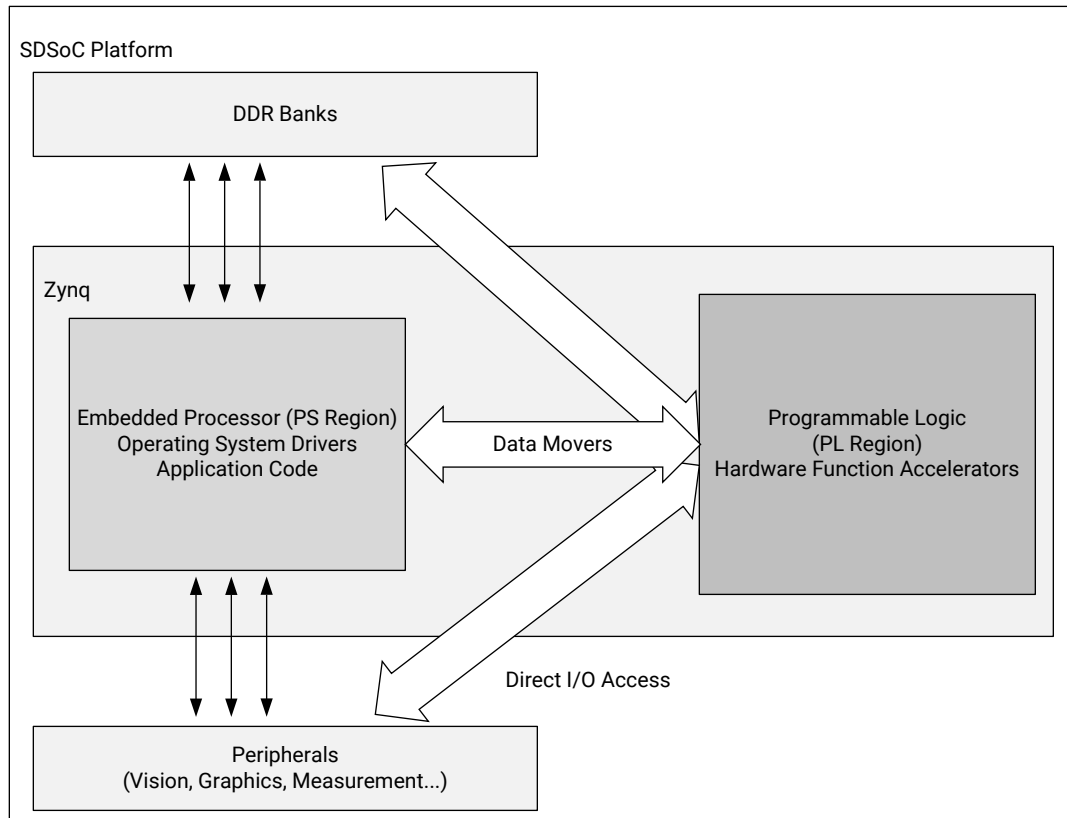 SDSoC Platform
DDR Banks
Zynq
Embedded Processor (PS Region)
Operating System Drivers
Application Code
Data Movers
Programmable Logic
(PL Region)
Hardware Function Accelerators
Direct I/O Access
Peripherals
(Vision, Graphics, Measurement...)